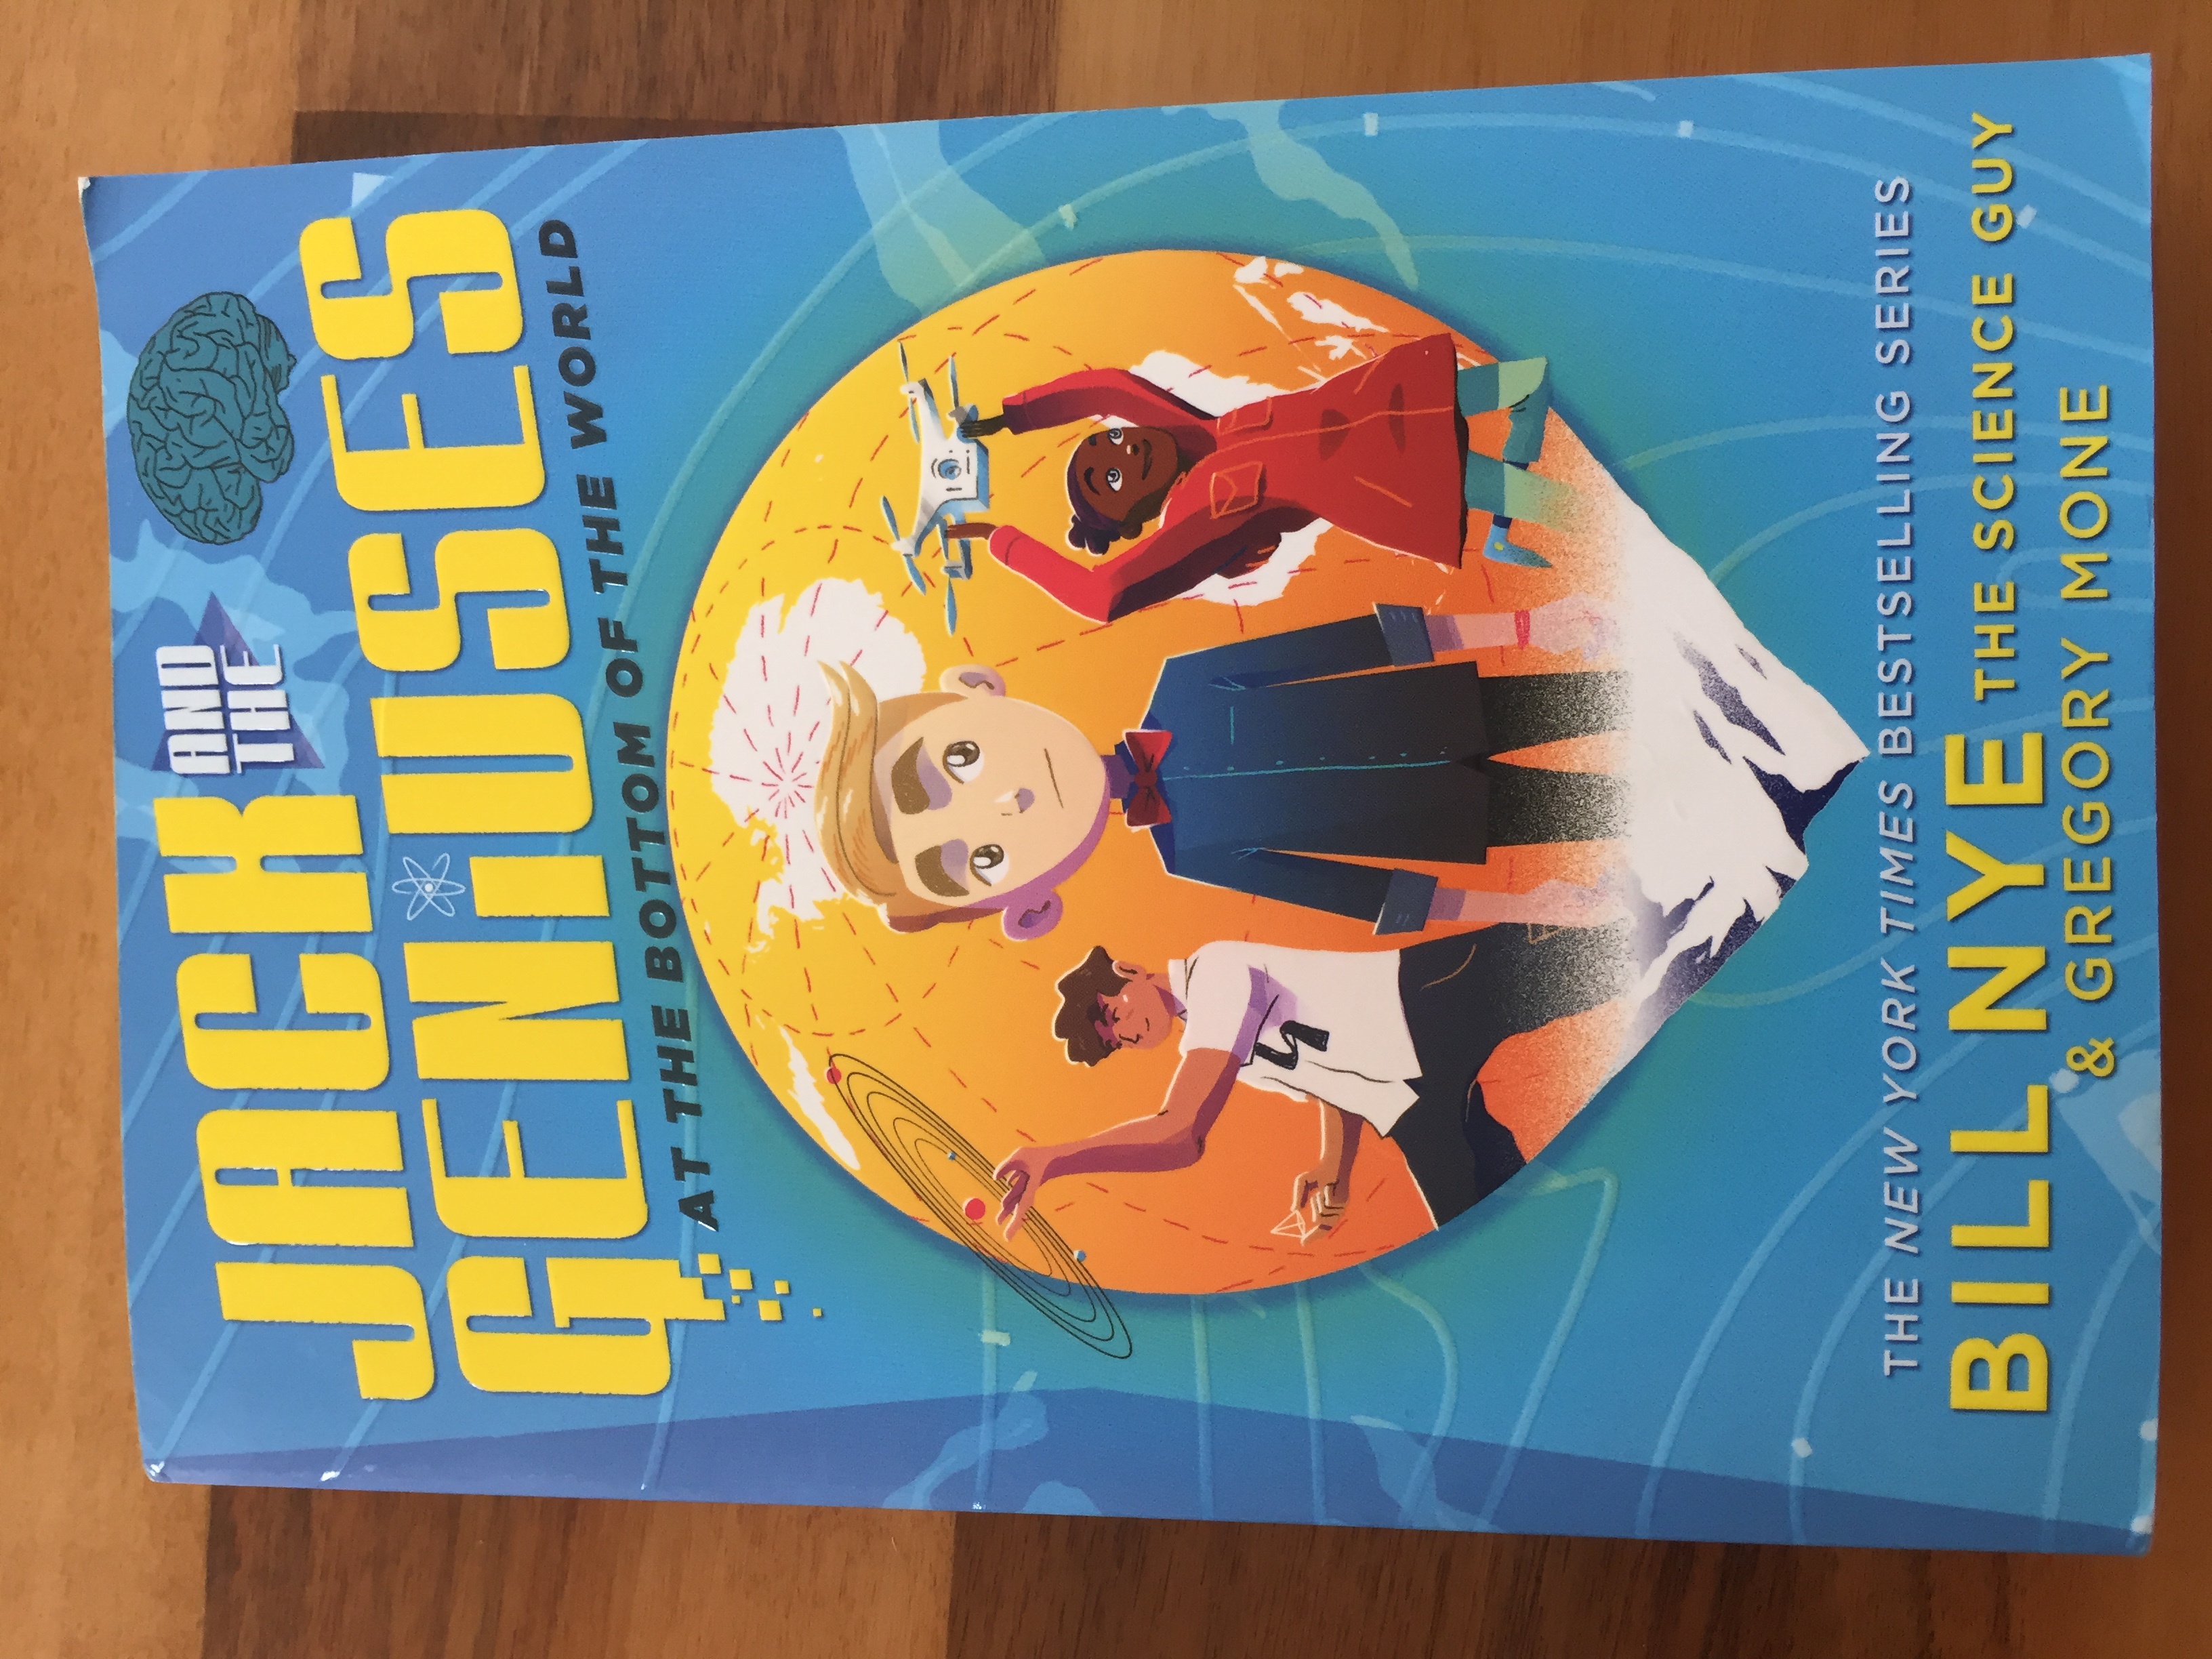 JACK AND THE
GENiUSES
AT THE BOTTOM OF THE WORLD
THE NEW YORK TIMES BESTSELLING SERIES
BILL NYE THE SCIENCE GUY
& GREGORY MONE